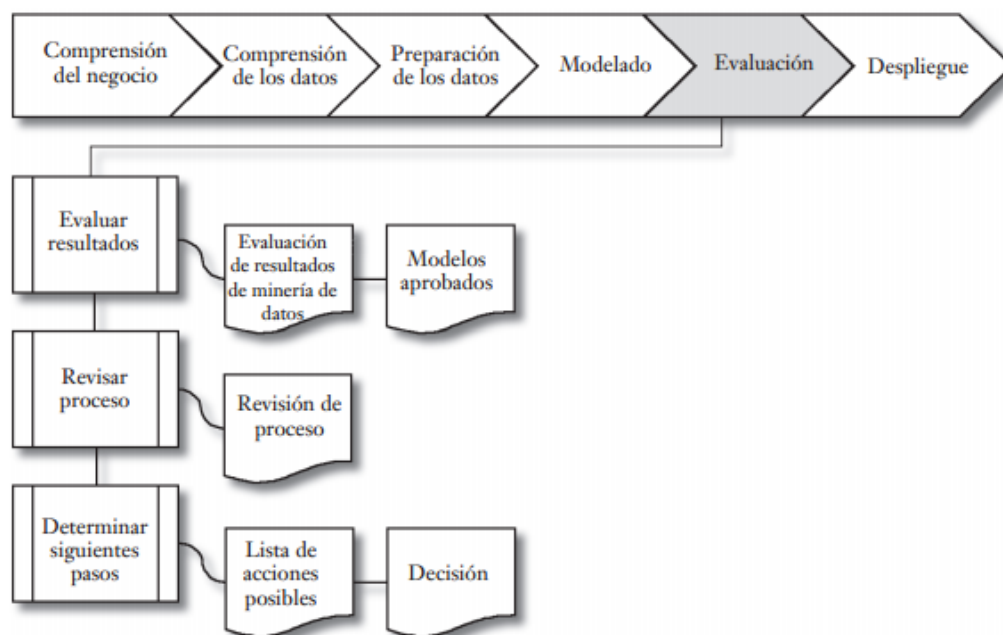 Comprensión
del negocio
Comprensión
de los datos
Preparación
de los datos
Modelado
Evaluación
Despliegue
Evaluar
resultados
Evaluación
de resultados
de minería de
datos
Modelos
aprobados
Revisar
proceso
Revisión de
proceso
Determinar
siguientes
pasos
Lista de
acciones
posibles
Decisión